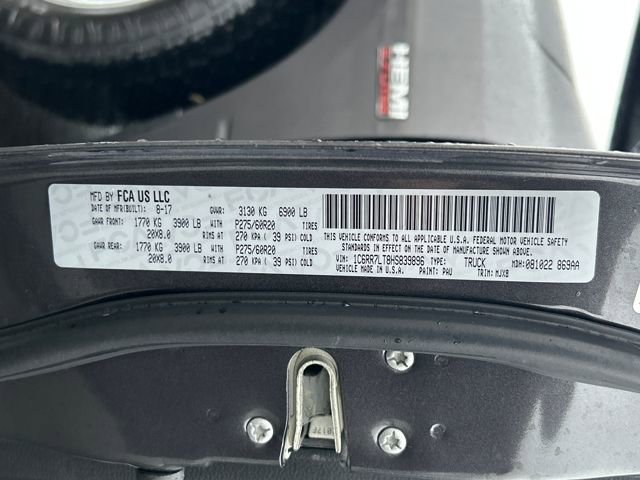 HEMI
MFD BY FCA US LLC
DATE OF MFR(BUILT): 8-17 GVWR: 3130 KG 6900 LB
GAWR FRONT: 1770 KG 3900 LB WITH P275/60R20 TIRES
20X8.0 RIMS AT 270 KPA ( 39 PSI) COLD
GAWR REAR: 1770 KG 3900 LB WITH P275/60R20 TIRES
20X8.0 RIMS AT 270 KPA ( 39 PSI) COLD
THIS VEHICLE CONFORMS TO ALL APPLICABLE U.S.A. FEDERAL MOTOR VEHICLE SAFETY
STANDARDS IN EFFECT ON THE DATE OF MANUFACTURE SHOWN ABOVE.
VIN: 1C6RR7LT8HS839896 TYPE: TRUCK MDH: 081022 869AA
VEHICLE MADE IN U.S.A. PAINT: PAU TRIM: MJX8